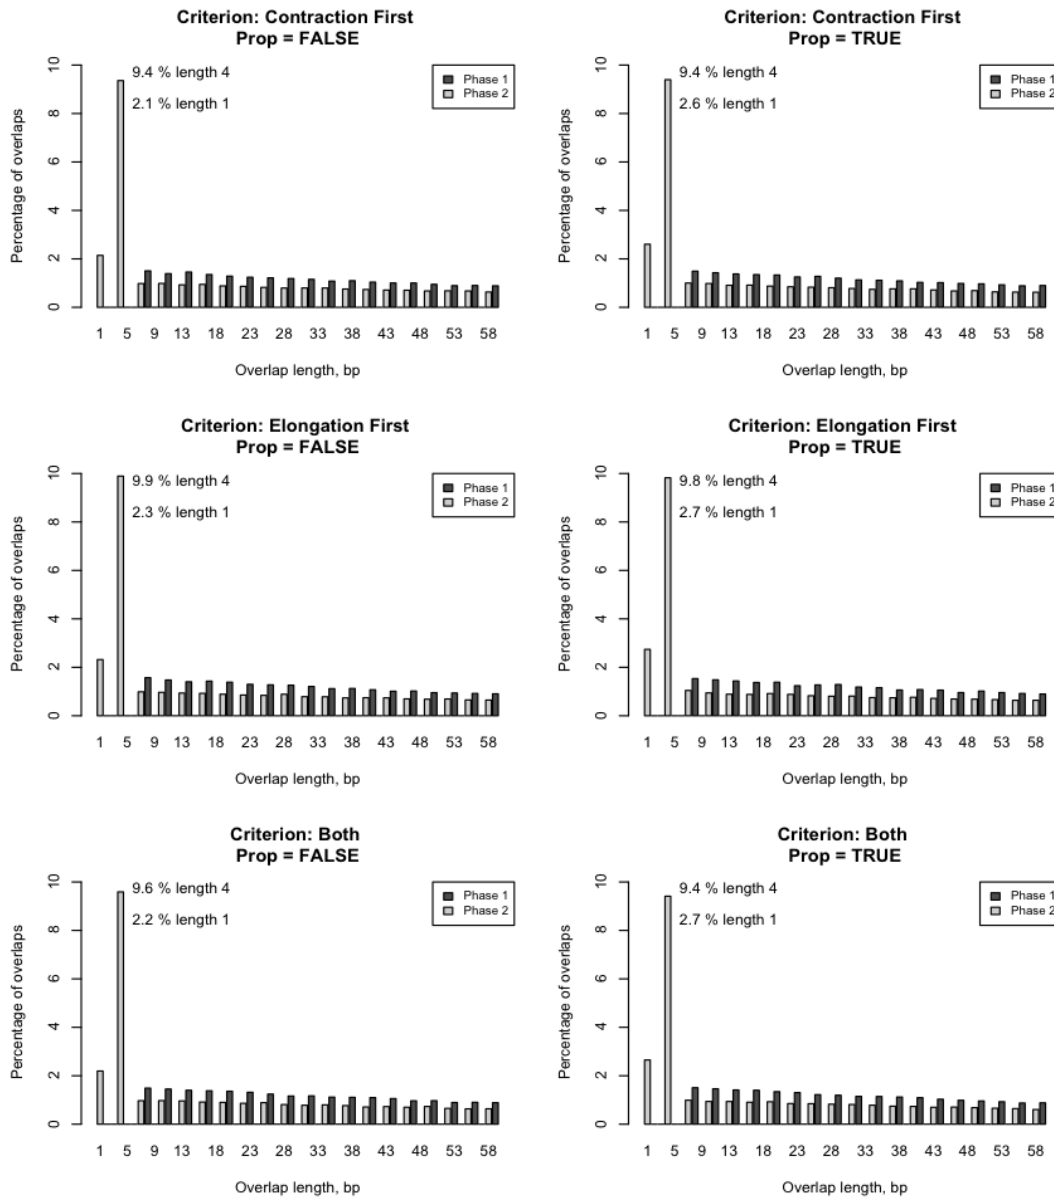 Criterion: Contraction First
Prop = FALSE
9.4 % length 4
2.1 % length 1
Phase 1
Phase 2
Percentage of overlaps
0 2 4 6 8 10
1 5 9 13 18 23 28 33 38 43 48 53 58
Overlap length, bp
Criterion: Contraction First
Prop = TRUE
9.4 % length 4
2.6 % length 1
Phase 1
Phase 2
Percentage of overlaps
0 2 4 6 8 10
1 5 9 13 18 23 28 33 38 43 48 53 58
Overlap length, bp
Criterion: Elongation First
Prop = FALSE
9.9 % length 4
2.3 % length 1
Phase 1
Phase 2
Percentage of overlaps
0 2 4 6 8 10
1 5 9 13 18 23 28 33 38 43 48 53 58
Overlap length, bp
Criterion: Elongation First
Prop = TRUE
9.8 % length 4
2.7 % length 1
Phase 1
Phase 2
Percentage of overlaps
0 2 4 6 8 10
1 5 9 13 18 23 28 33 38 43 48 53 58
Overlap length, bp
Criterion: Both
Prop = FALSE
9.6 % length 4
2.2 % length 1
Phase 1
Phase 2
Percentage of overlaps
0 2 4 6 8 10
1 5 9 13 18 23 28 33 38 43 48 53 58
Overlap length, bp
Criterion: Both
Prop = TRUE
9.4 % length 4
2.7 % length 1
Phase 1
Phase 2
Percentage of overlaps
0 2 4 6 8 10
1 5 9 13 18 23 28 33 38 43 48 53 58
Overlap length, bp